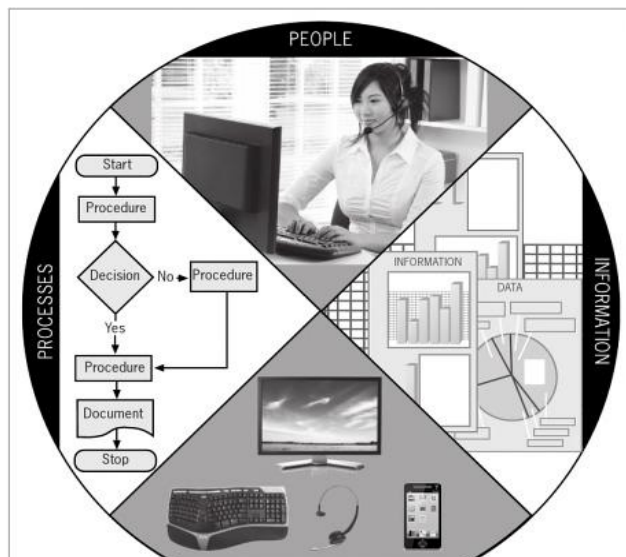 PEOPLE
PROCESSES
Start
Procedure
Decision
No
Procedure
Yes
Procedure
Document
Stop
INFORMATION
INFORMATION
DATA